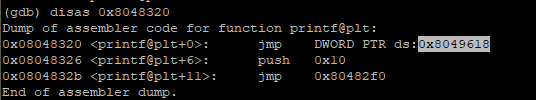 (gdb) disas 0x8048320
Dump of assembler code for function printf@plt:
0x08048320 <printf@plt+0>:      jmp    DWORD PTR ds:0x8049618
0x08048326 <printf@plt+6>:      push   0x10
0x0804832b <printf@plt+11>:     jmp    0x80482f0
End of assembler dump.